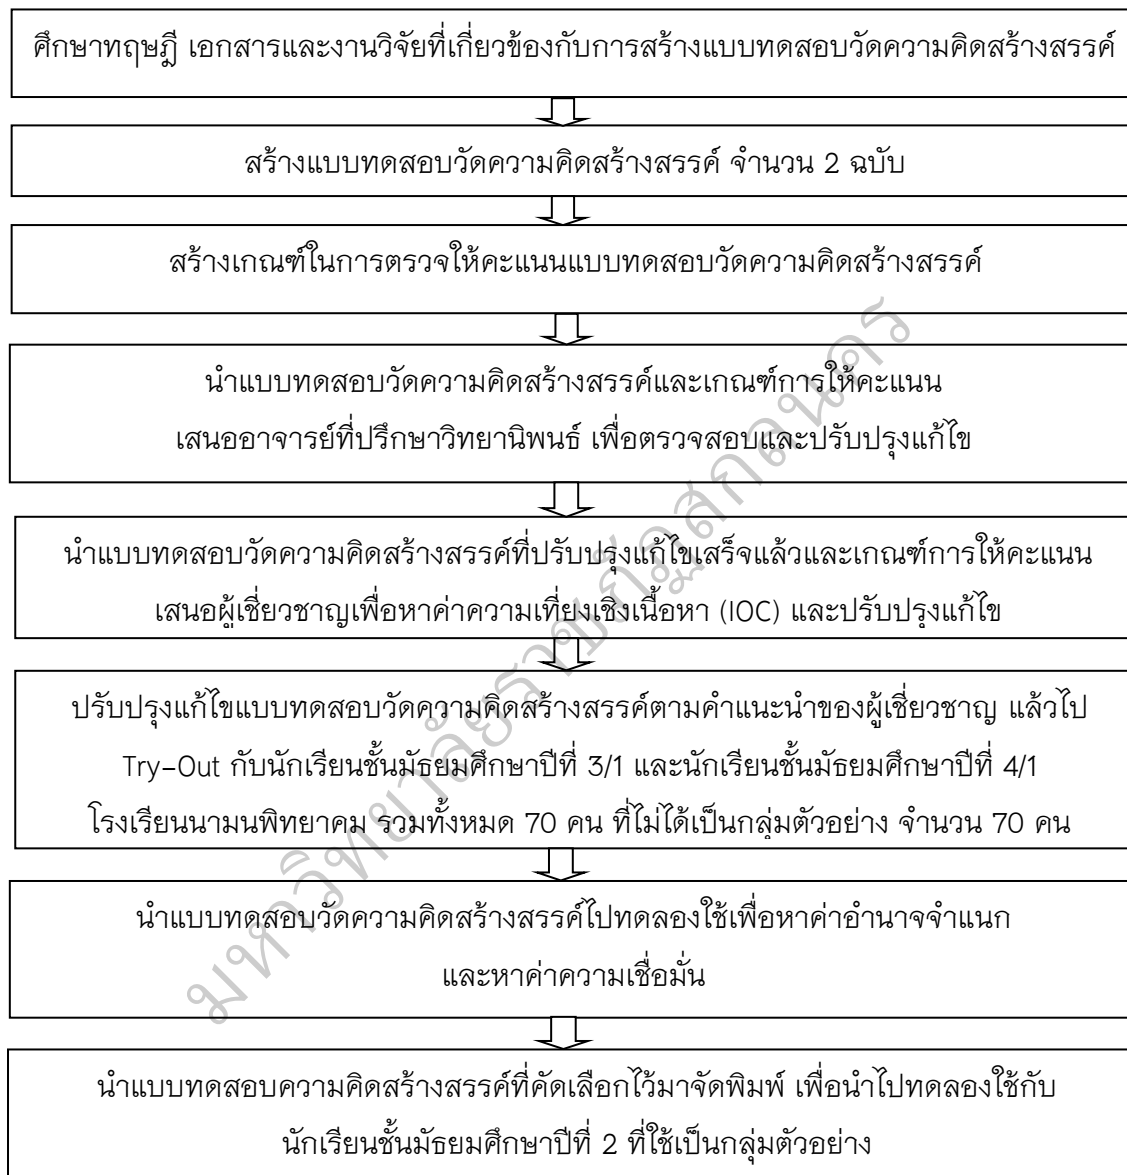 ศึกษาทฤษฎี เอกสารและงานวิจัยที่เกี่ยวข้องกับการสร้างแบบทดสอบวัดความคิดสร้างสรรค์
สร้างแบบทดสอบวัดความคิดสร้างสรรค์ จำนวน 2 ฉบับ
สร้างเกณฑ์ในการตรวจให้คะแนนแบบทดสอบวัดความคิดสร้างสรรค์
นำแบบทดสอบวัดความคิดสร้างสรรค์และเกณฑ์การให้คะแนน
เสนออาจารย์ที่ปรึกษาวิทยานิพนธ์ เพื่อตรวจสอบและปรับปรุงแก้ไข
นำแบบทดสอบวัดความคิดสร้างสรรค์ที่ปรับปรุงแก้ไขเสร็จแล้วและเกณฑ์การให้คะแนน
เสนอผู้เชี่ยวชาญเพื่อหาค่าความเที่ยงเชิงเนื้อหา (IOC) และปรับปรุงแก้ไข
ปรับปรุงแก้ไขแบบทดสอบวัดความคิดสร้างสรรค์ตามคำแนะนำของผู้เชี่ยวชาญ แล้วไป
Try-Out กับนักเรียนชั้นมัธยมศึกษาปีที่ 3/1 และนักเรียนชั้นมัธยมศึกษาปีที่ 4/1
โรงเรียนนามนพิทยาคม รวมทั้งหมด 70 คน ที่ไม่ได้เป็นกลุ่มตัวอย่าง จำนวน 70 คน
นำแบบทดสอบวัดความคิดสร้างสรรค์ไปทดลองใช้เพื่อหาค่าอำนาจจำแนก
และหาค่าความเชื่อมั่น
นำแบบทดสอบความคิดสร้างสรรค์ที่คัดเลือกไว้มาจัดพิมพ์ เพื่อนำไปทดลองใช้กับ
นักเรียนชั้นมัธยมศึกษาปีที่ 2 ที่ใช้เป็นกลุ่มตัวอย่าง
มหาวิทยาลัยราชภัฏสกลนคร